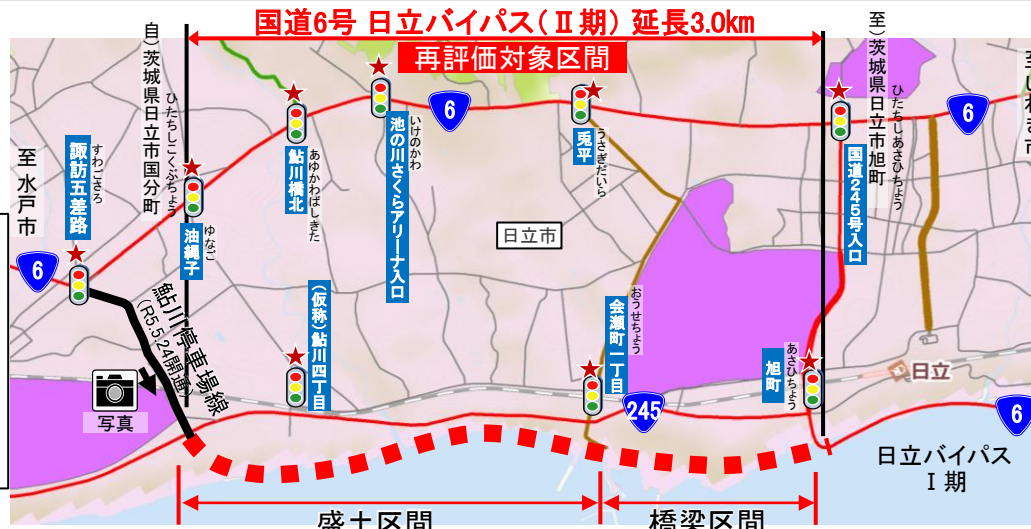 国道6号 日立バイパス(Ⅱ期) 延長3.0km
再評価対象区間
自)茨城県日立市国分町
ひたちしこくぶちょう
至)茨城県日立市旭町
ひたちしあさひちょう
至 水戸市
諏訪五差路
すわごさろ
6
油縄子
ゆなご
鮎川橋北
あゆかわばしきた
池の川さくらアリーナ入口
いけのかわ
6
兎平
うさぎだいら
日立市
国道245号入口
6
鮎川停車場線
(R5.5.24開通)
写真
(仮称)鮎川四丁目
会瀬町一丁目
おうせちょう
245
旭町
あさひちょう
日立
6
日立バイパス
Ⅰ期
盛土区間
橋梁区間